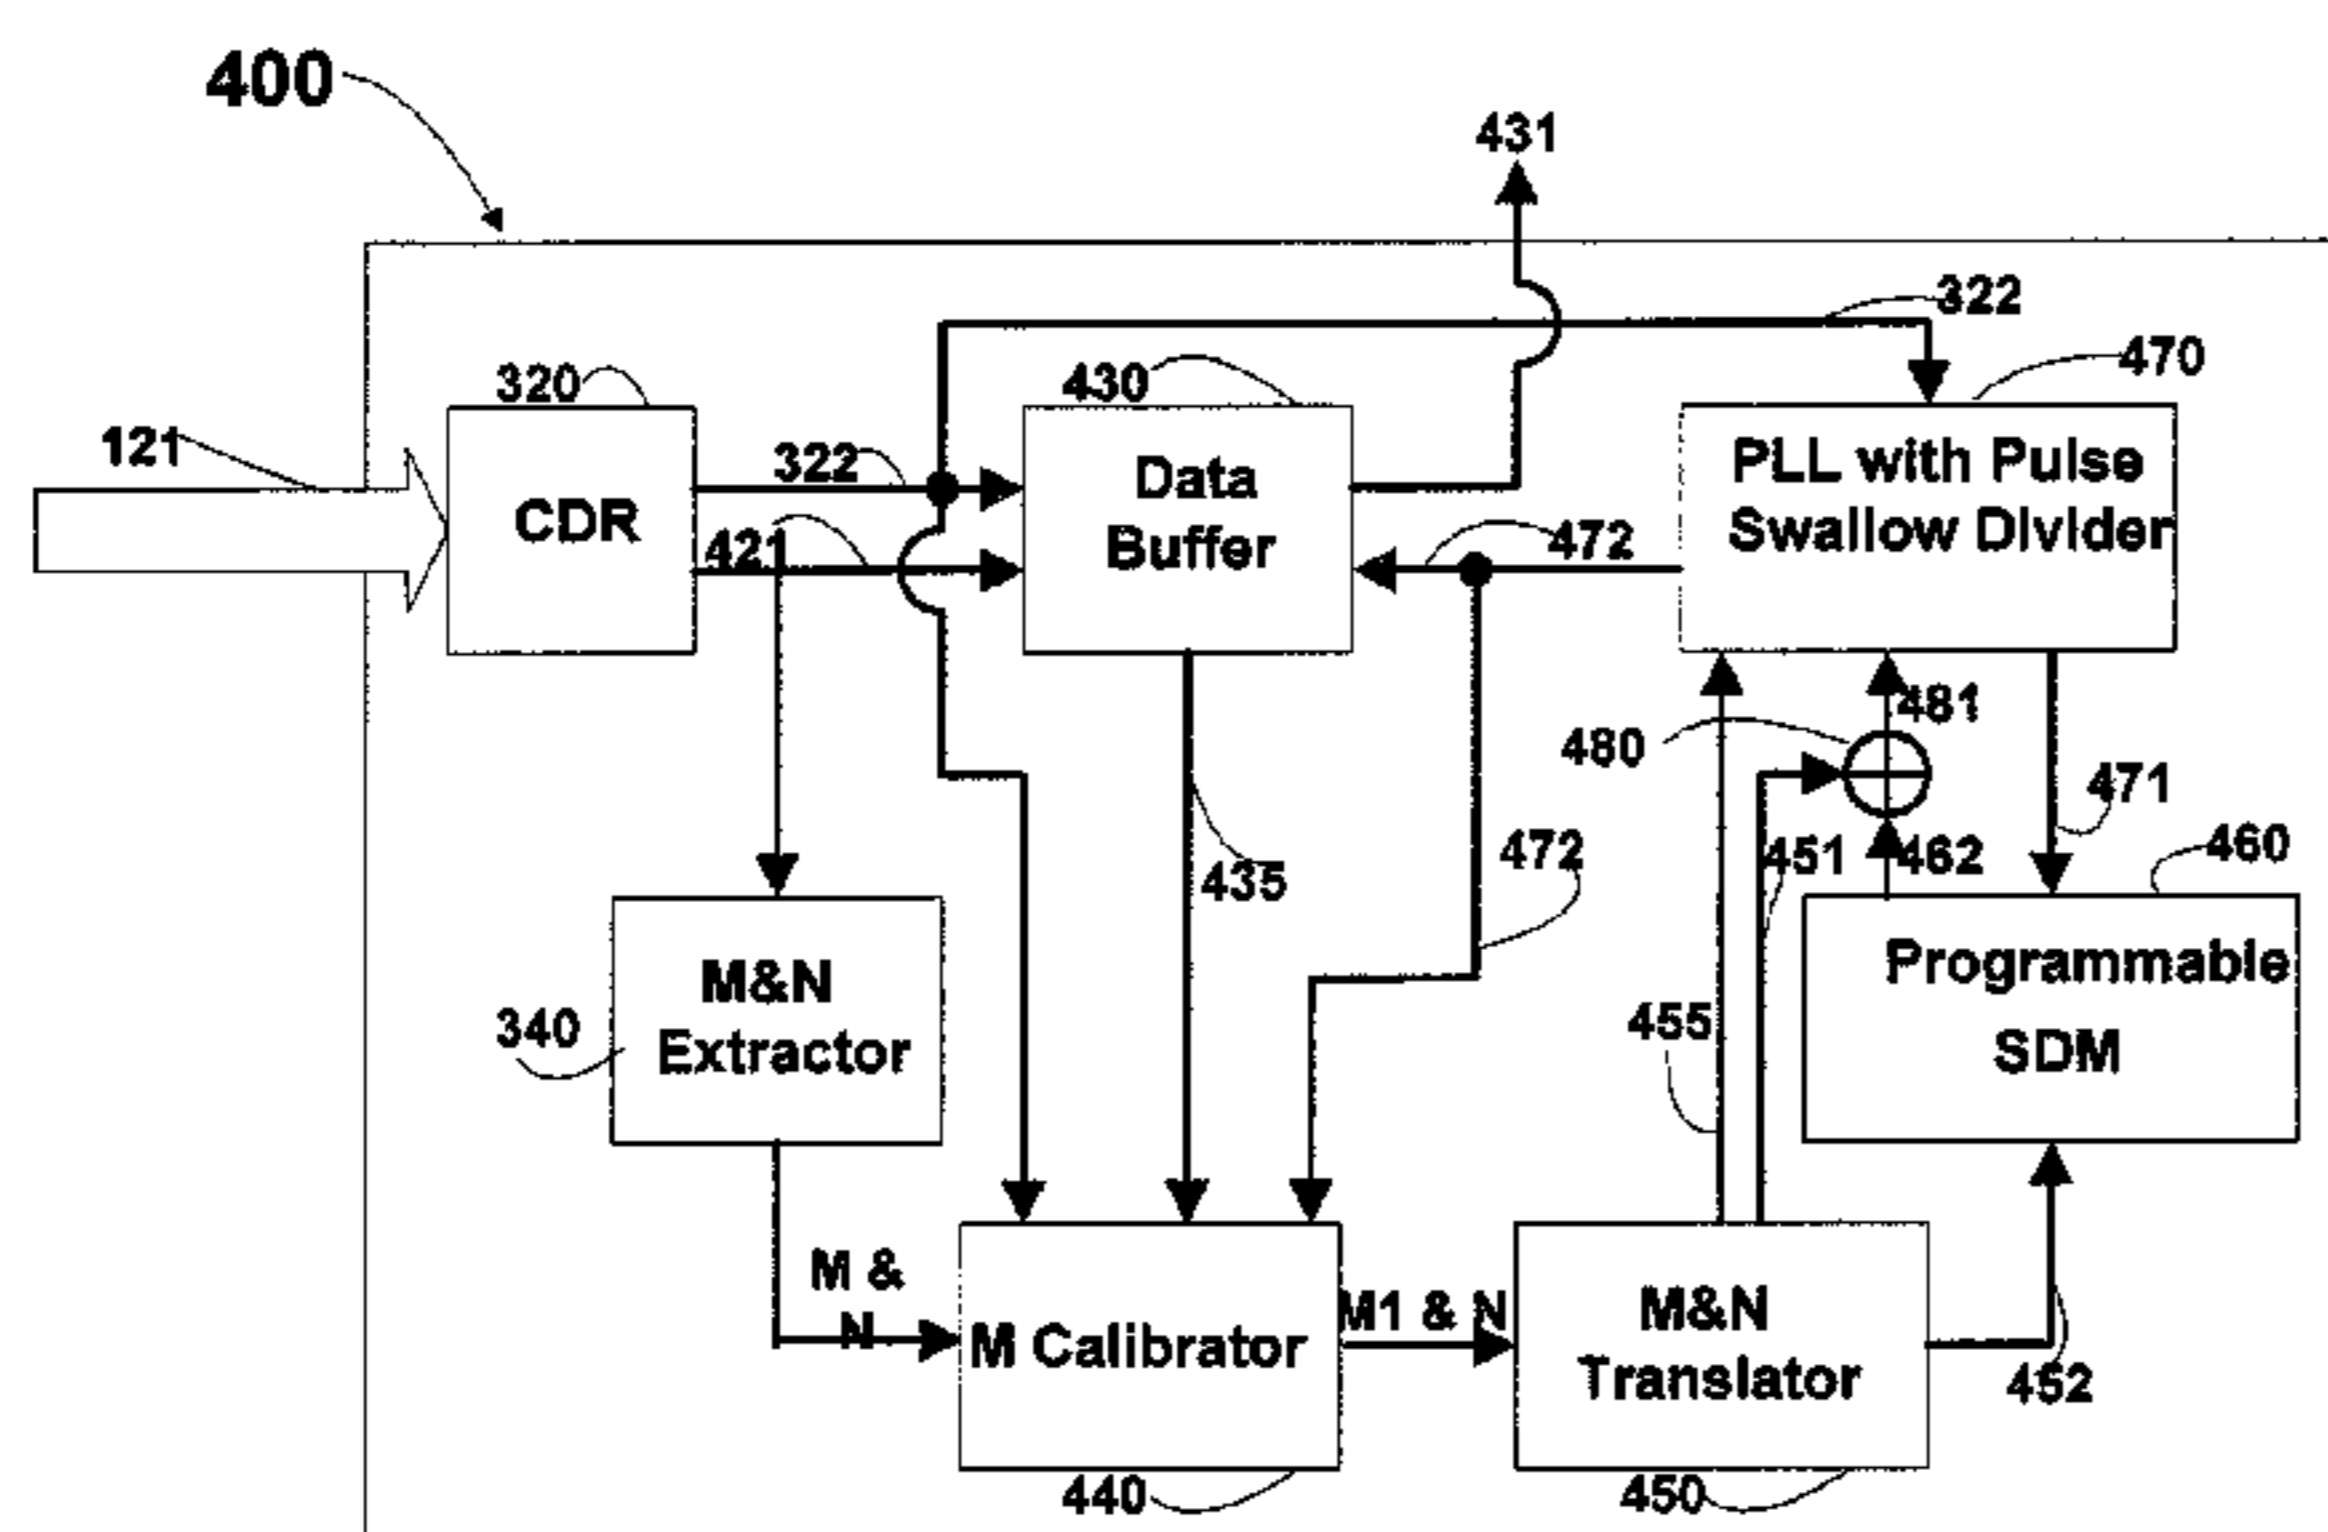 400
431
322
320
430
470
121
322
CDR
Data
Buffer
PLL with Pulse
Swallow Divider
421
472
481
480
471
472
451
462
460
435
M&N
Extractor
340
Programmable
SDM
455
M &
N
M Calibrator
M1 & N
M&N
Translator
452
440
450